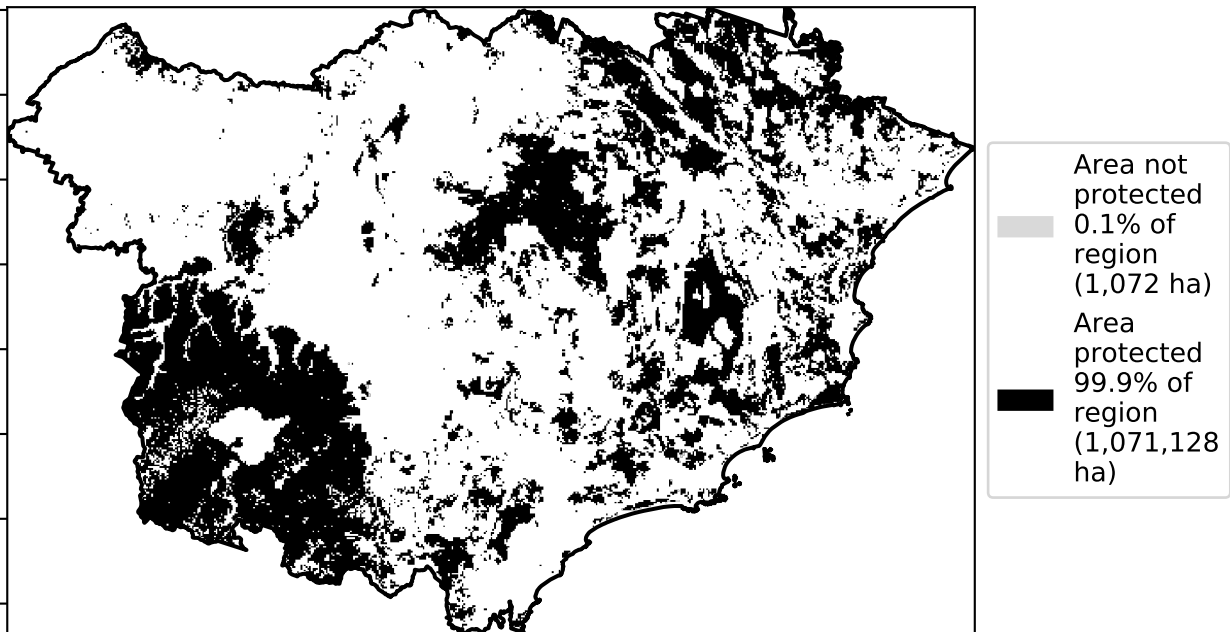 Area not
protected
0.1% of
region
(1,072 ha)
Area
protected
99.9% of
region
(1,071,128
ha)